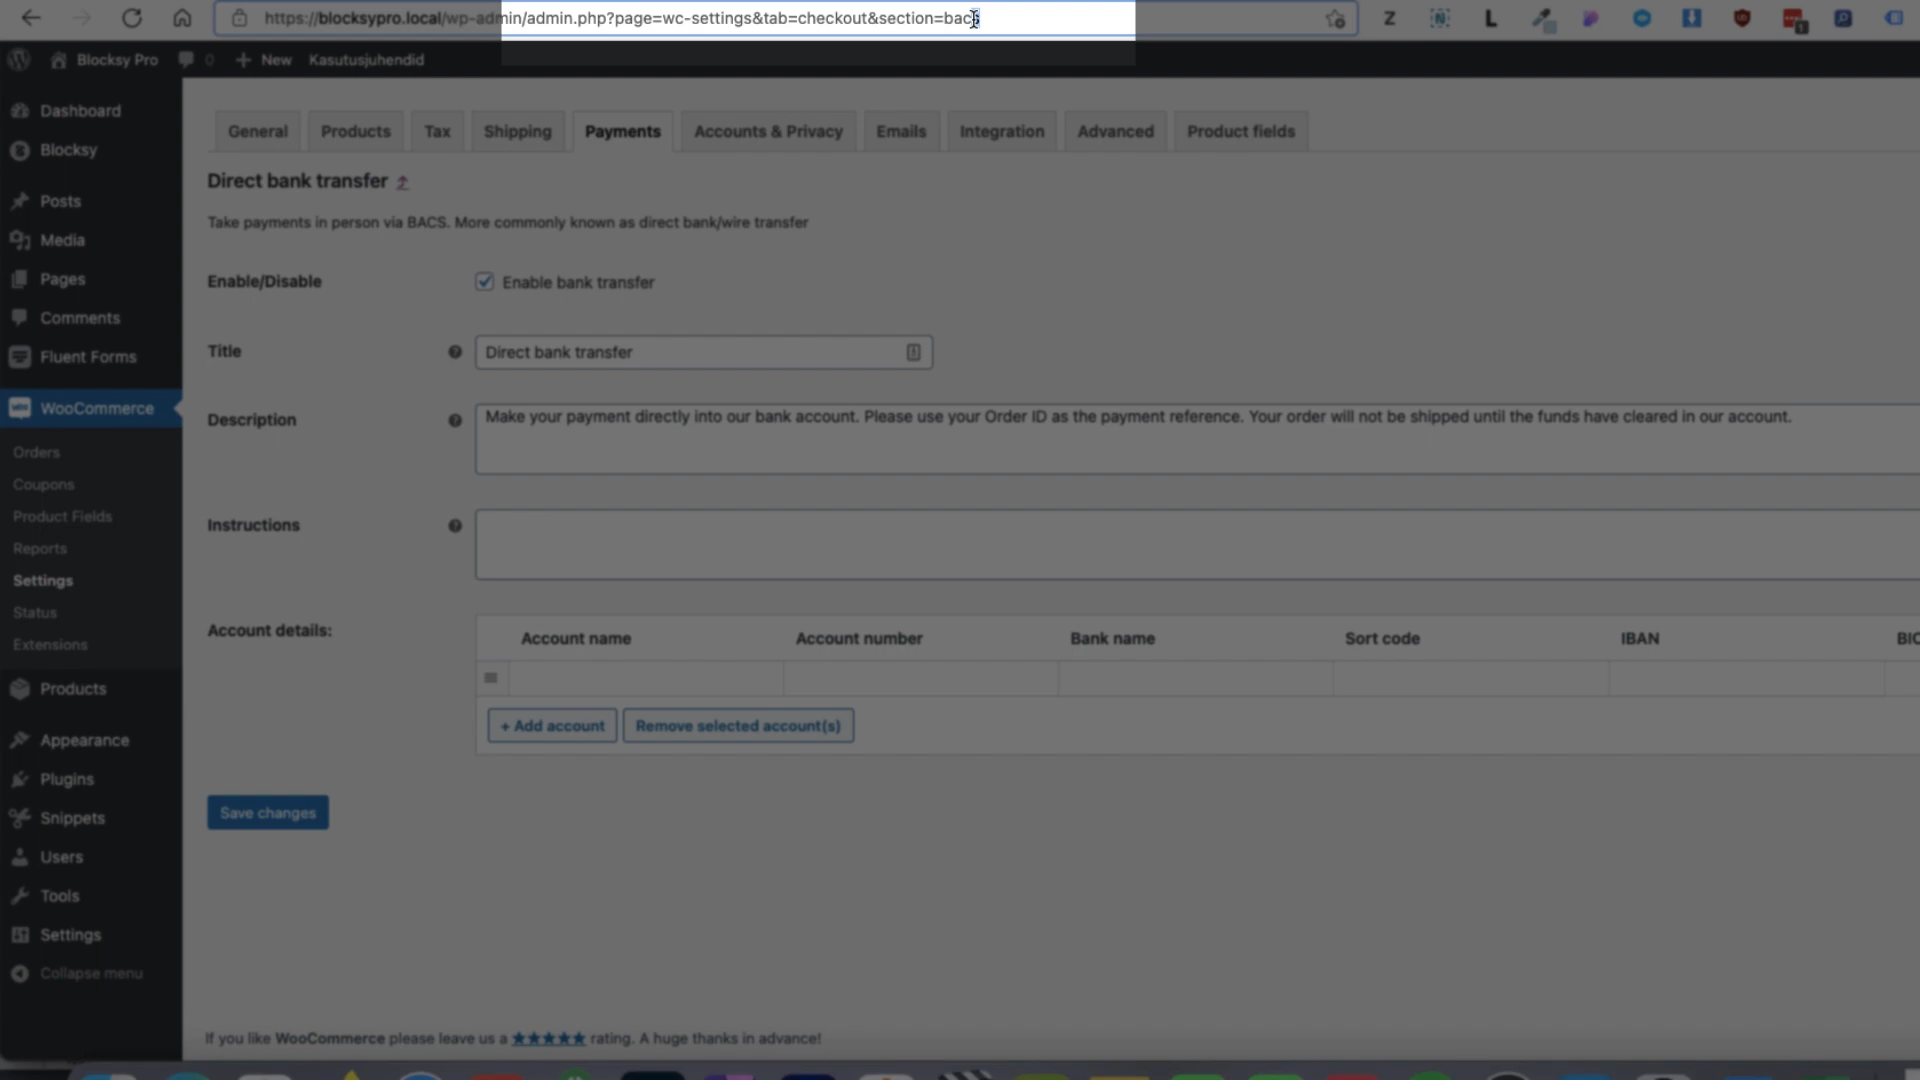 https://blocksypro.local/wp-admin/admin.php?page=wc-settings&tab=checkout&section=bacs
Blocksy Pro 0 New Kasutusjuhendid
Dashboard
Blocksy
Posts
Media
Pages
Comments
Fluent Forms
WooCommerce
Orders
Coupons
Product Fields
Reports
Settings
Status
Extensions
Products
Appearance
Plugins
Snippets
Users
Tools
Settings
Collapse menu
General Products Tax Shipping Payments Accounts & Privacy Emails Integration Advanced Product fields
Direct bank transfer
Take payments in person via BACS. More commonly known as direct bank/wire transfer
Enable/Disable Enable bank transfer
Title Direct bank transfer
Description Make your payment directly into our bank account. Please use your Order ID as the payment reference. Your order will not be shipped until the funds have cleared in our account.
Instructions
Account details: Account name Account number Bank name Sort code IBAN BIC
+ Add account Remove selected account(s)
Save changes
If you like WooCommerce please leave us a ★★★★★ rating. A huge thanks in advance!